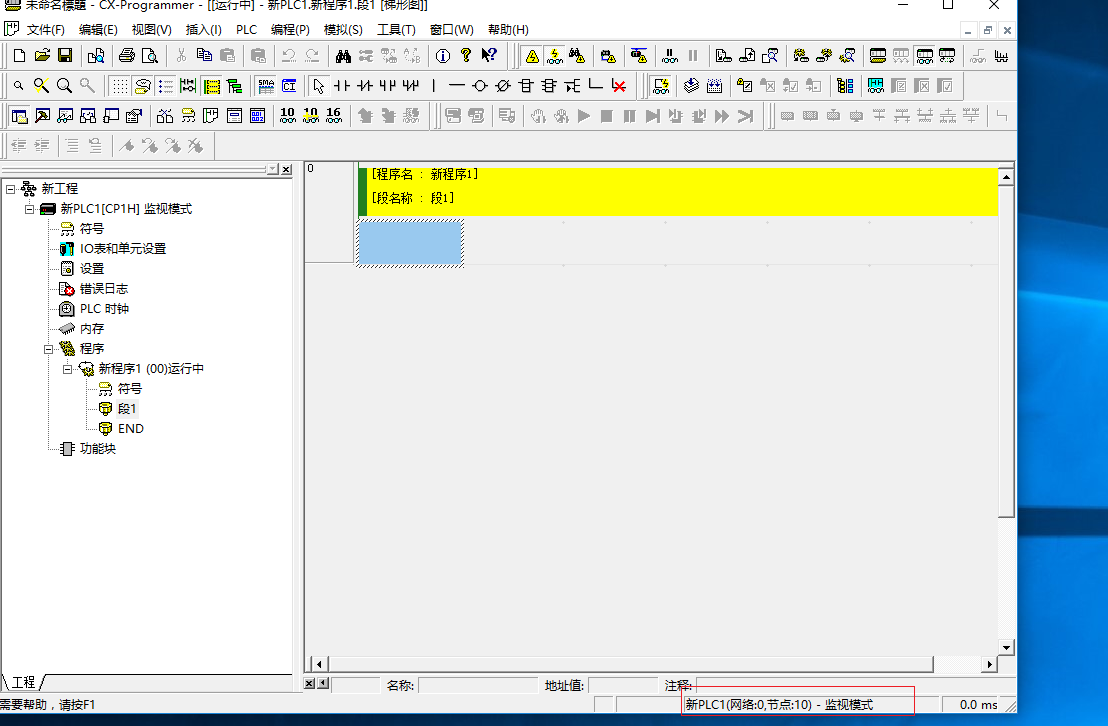 未命名標題 - CX-Programmer - [[运行中] - 新PLC1.新程序1.段1 [梯形图]]
文件(F) 编辑(E) 视图(V) 插入(I) PLC 编程(P) 模拟(S) 工具(T) 窗口(W) 帮助(H)
SMA CT
10 10 16
新工程
新PLC1[CP1H] 监视模式
符号
IO表和单元设置
设置
错误日志
PLC 时钟
内存
程序
新程序1 (00)运行中
符号
段1
END
功能块
工程
0
[程序名 : 新程序1]
[段名称 : 段1]
名称: 地址值: 注释:
需要帮助，请按F1
新PLC1(网络:0,节点:10) - 监视模式
0.0 ms